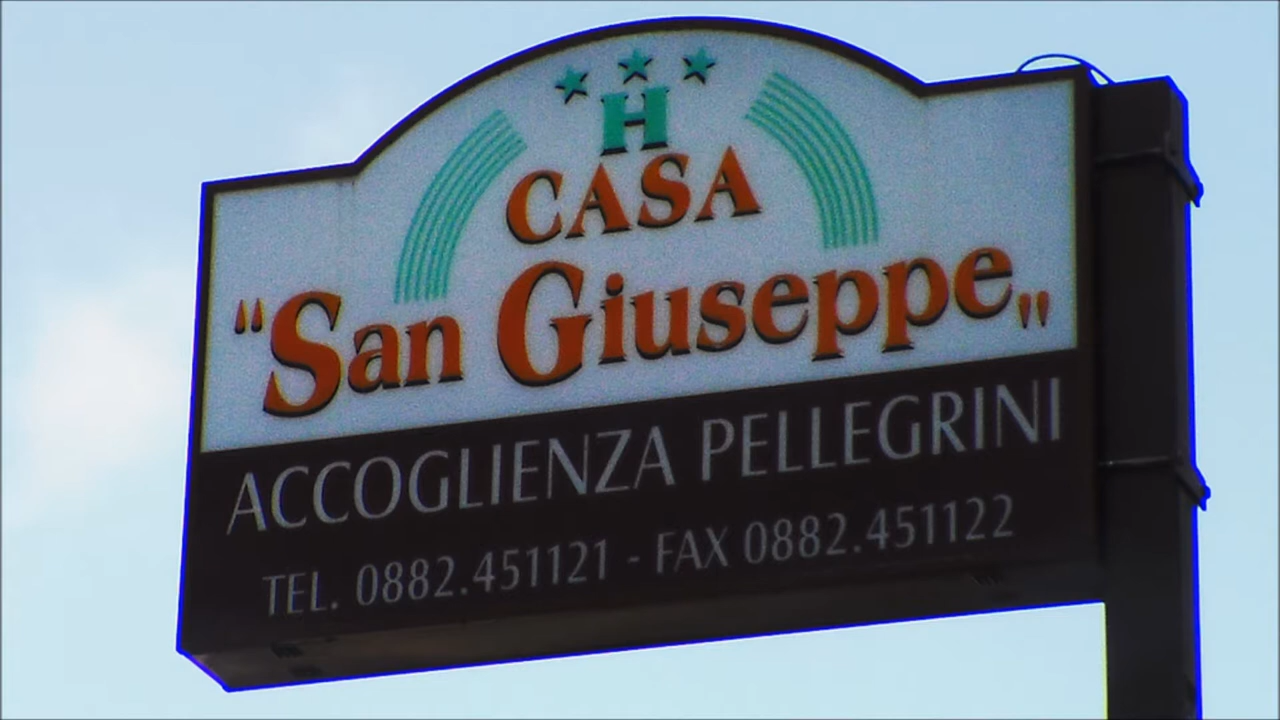 H
CASA
"San Giuseppe„
ACCOGLIENZA PELLEGRINI
TEL. 0882.451121 - FAX 0882.451122